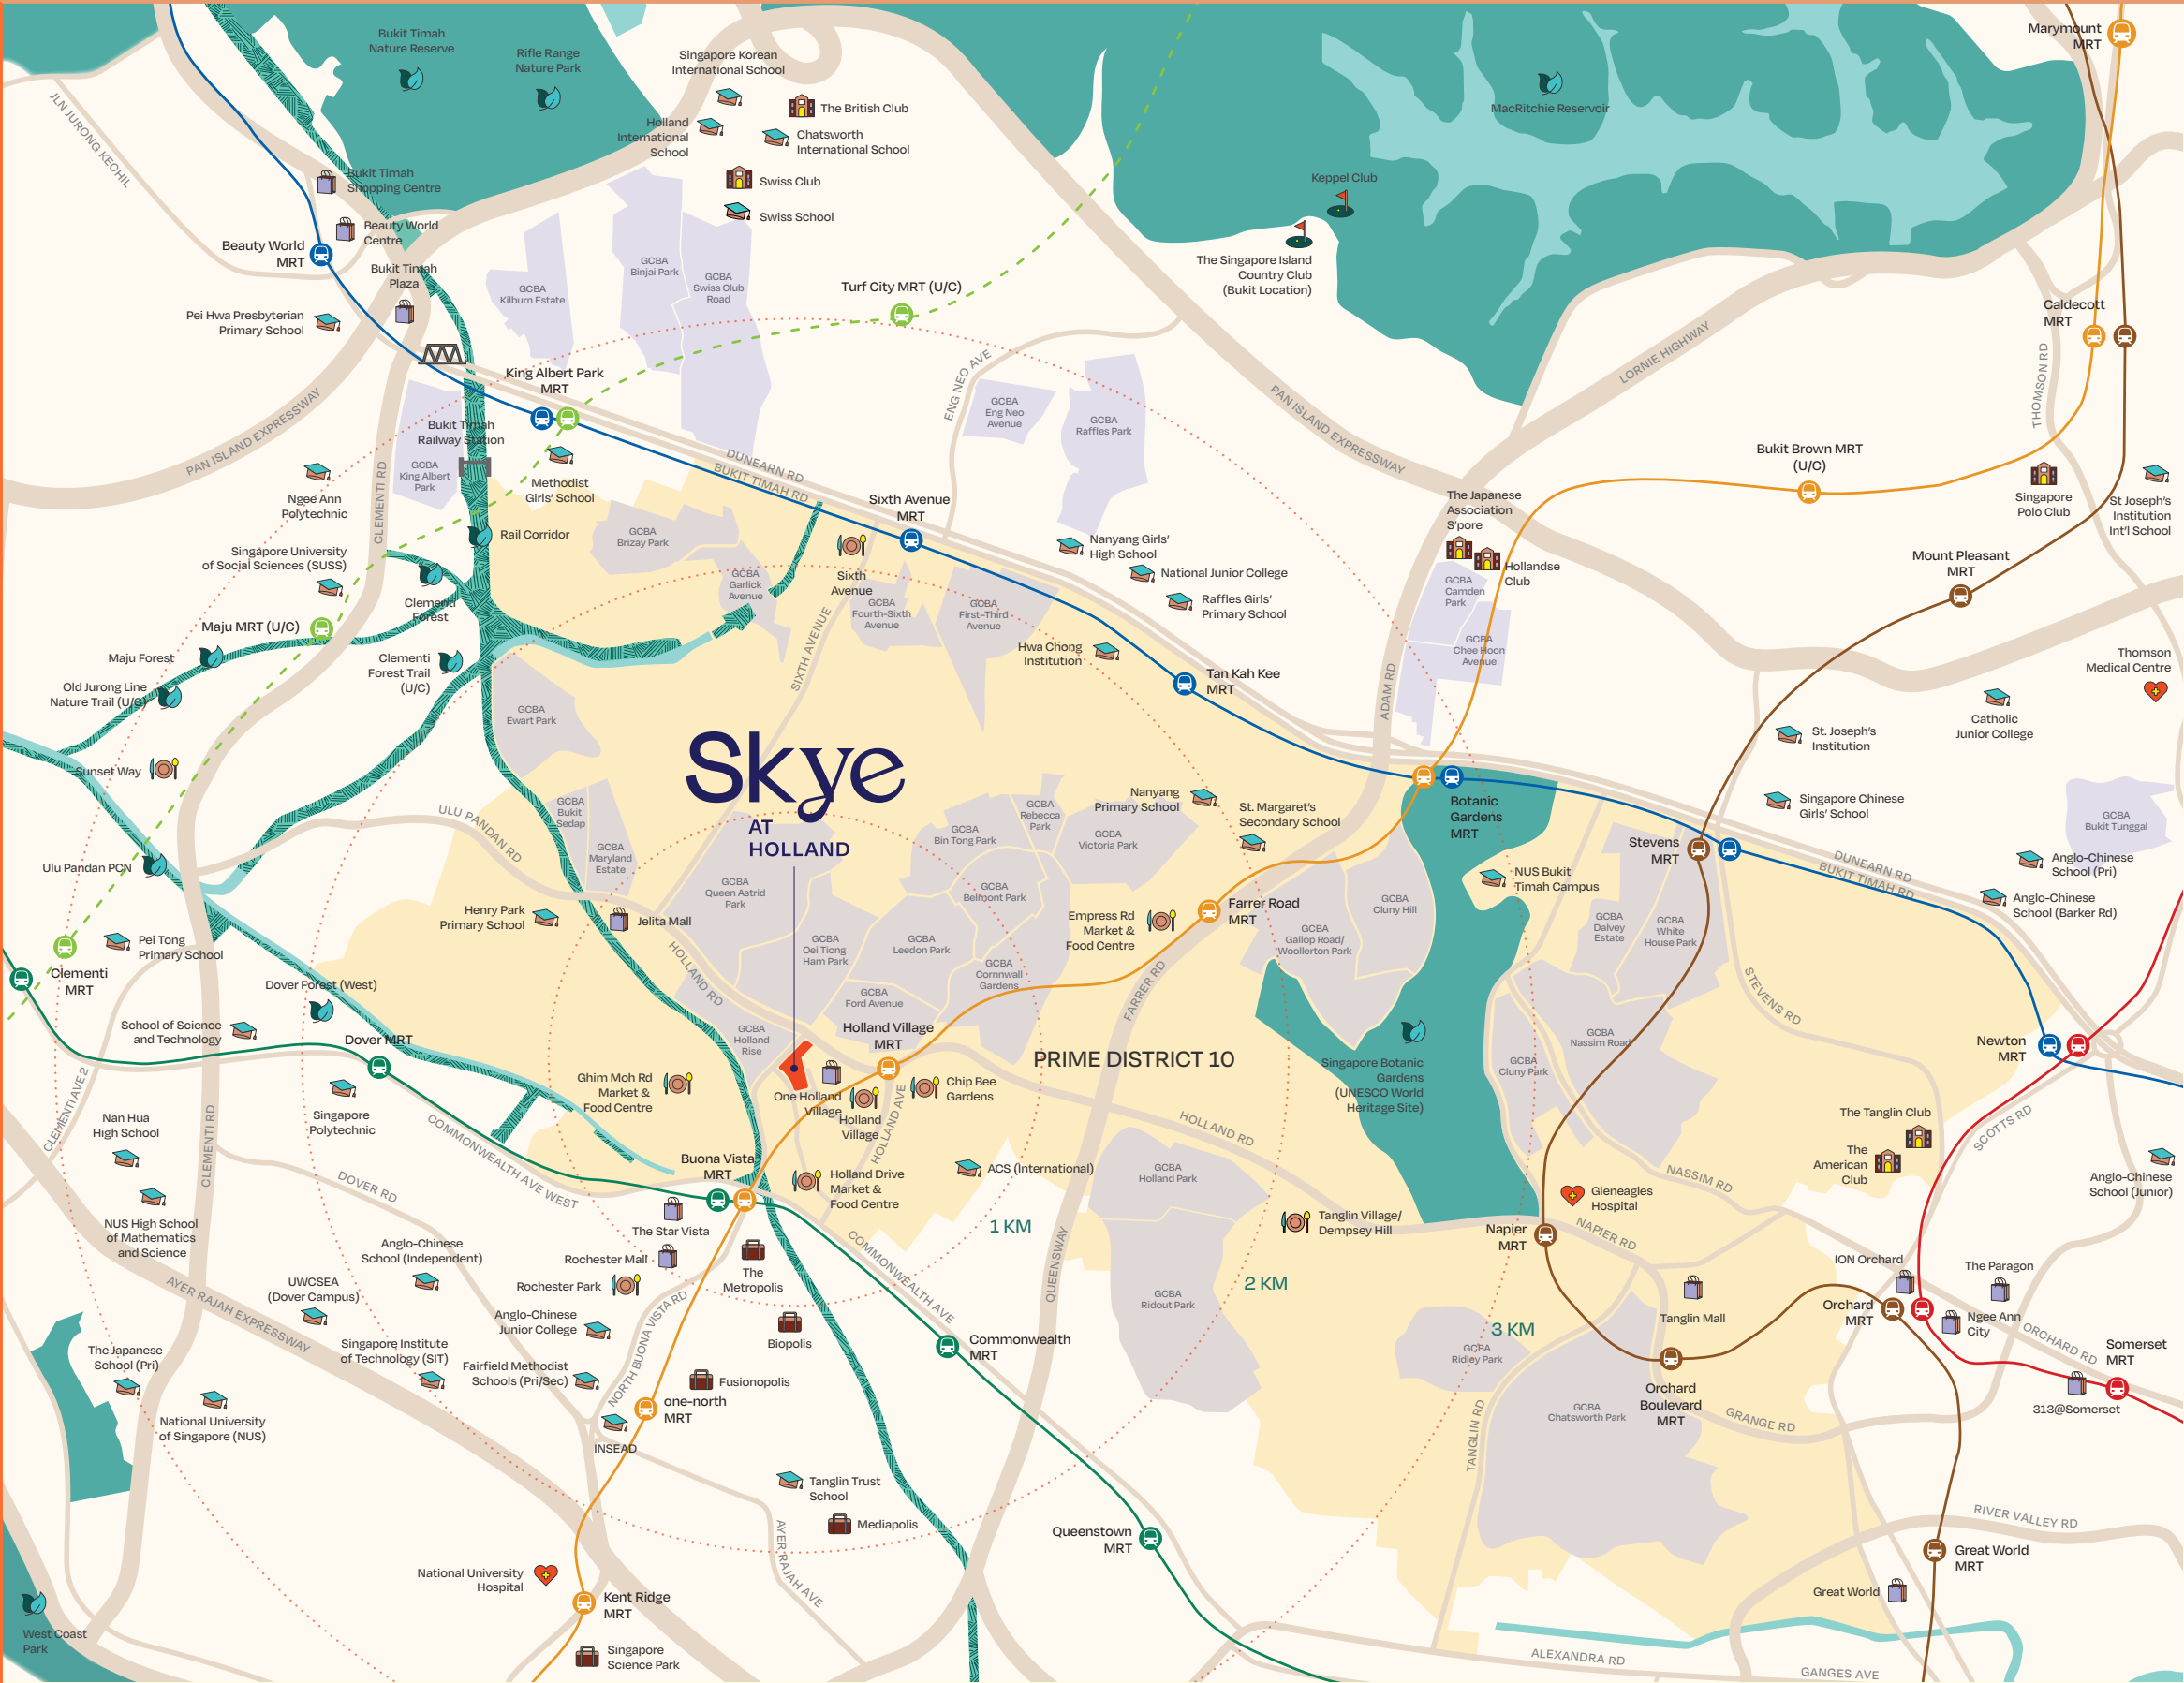 Bukit Timah
Nature Reserve
Rifle Range
Nature Park
Singapore Korean
International School
The British Club
Holland
International
School
Chatsworth
International School
Swiss Club
Swiss School
MacRitchie Reservoir
Marymount
MRT
JLN JURONG KECHIL
Bukit Timah
Shopping Centre
Beauty World
Centre
Beauty World
MRT
Bukit Timah
Plaza
Pei Hwa Presbyterian
Primary School
Keppel Club
The Singapore Island
Country Club
(Bukit Location)
GCBA
Kilburn Estate
GCBA
Binjai Park
GCBA
Swiss Club
Road
Turf City MRT (U/C)
Caldecott
MRT
THOMSON RD
LORNIE HIGHWAY
ENG NEO AVE
PAN ISLAND EXPRESSWAY
King Albert Park
MRT
GCBA
Eng Neo
Avenue
GCBA
Raffles Park
PAN ISLAND EXPRESSWAY
Bukit Timah
Railway Station
GCBA
King Albert
Park
CLEMENTI RD
Ngee Ann
Polytechnic
Methodist
Girls' School
DUNEARN RD
BUKIT TIMAH RD
Sixth Avenue
MRT
Bukit Brown MRT
(U/C)
Singapore
Polo Club
St Joseph's
Institution
Int'l School
The Japanese
Association
S'pore
Hollandse
Club
Rail Corridor
GCBA
Brizay Park
Singapore University
of Social Sciences (SUSS)
Clementi
Forest
GCBA
Garlick
Avenue
Sixth
Avenue
GCBA
Fourth-Sixth
Avenue
GCBA
First-Third
Avenue
Nanyang Girls'
High School
National Junior College
Raffles Girls'
Primary School
GCBA
Camden
Park
GCBA
Chee Hoon
Avenue
Mount Pleasant
MRT
Maju MRT (U/C)
Maju Forest
Clementi
Forest Trail
(U/C)
Old Jurong Line
Nature Trail (U/C)
SIXTH AVENUE
Hwa Chong
Institution
Tan Kah Kee
MRT
ADAM RD
Thomson
Medical Centre
Catholic
Junior College
St. Joseph's
Institution
GCBA
Ewart Park
Sunset Way
Skye
AT
HOLLAND
Nanyang
Primary School
St. Margaret's
Secondary School
Botanic
Gardens
MRT
Singapore Chinese
Girls' School
GCBA
Bukit Tunggal
ULU PANDAN RD
GCBA
Bukit
Sedap
GCBA
Maryland
Estate
GCBA
Bin Tong Park
GCBA
Rebecca
Park
GCBA
Victoria Park
Stevens
MRT
DUNEARN RD
BUKIT TIMAH RD
Anglo-Chinese
School (Pri)
Anglo-Chinese
School (Barker Rd)
Ulu Pandan PCN
GCBA
Queen Astrid
Park
GCBA
Belmont Park
NUS Bukit
Timah Campus
Henry Park
Primary School
Jelita Mall
Empress Rd
Market &
Food Centre
Farrer Road
MRT
GCBA
Cluny Hill
GCBA
Gallop Road/
Woollerton Park
GCBA
Dalvey
Estate
GCBA
White
House Park
Pei Tong
Primary School
Clementi
MRT
Dover Forest (West)
HOLLAND RD
GCBA
Oei Tiong
Ham Park
GCBA
Leedon Park
GCBA
Cornwall
Gardens
GCBA
Ford Avenue
FARRER RD
STEVENS RD
School of Science
and Technology
Dover MRT
GCBA
Holland
Rise
Holland Village
MRT
PRIME DISTRICT 10
Singapore Botanic
Gardens
(UNESCO World
Heritage Site)
GCBA
Cluny Park
GCBA
Nassim Road
Newton
MRT
CLEMENTI AVE 2
Singapore
Polytechnic
Ghim Moh Rd
Market &
Food Centre
One Holland
Village
Holland
Village
Chip Bee
Gardens
HOLLAND AVE
HOLLAND RD
The Tanglin Club
The
American
Club
SCOTTS RD
Anglo-Chinese
School (Junior)
Nan Hua
High School
CLEMENTI RD
COMMONWEALTH AVE WEST
DOVER RD
Buona Vista
MRT
Holland Drive
Market &
Food Centre
ACS (International)
GCBA
Holland Park
NASSIM RD
Gleneagles
Hospital
NUS High School
of Mathematics
and Science
The Star Vista
1 KM
Tanglin Village/
Dempsey Hill
Napier
MRT
NAPIER RD
Anglo-Chinese
School (Independent)
Rochester Mall
Rochester Park
The
Metropolis
COMMONWEALTH AVE
QUEENSWAY
2 KM
GCBA
Ridout Park
ION Orchard
The Paragon
UWCSEA
(Dover Campus)
AYER RAJAH EXPRESSWAY
Anglo-Chinese
Junior College
Biopolis
Commonwealth
MRT
3 KM
Tanglin Mall
Orchard
MRT
Ngee Ann
City
ORCHARD RD
Somerset
MRT
The Japanese
School (Pri)
Singapore Institute
of Technology (SIT)
Fairfield Methodist
Schools (Pri/Sec)
NORTH BUONA VISTA RD
Fusionopolis
GCBA
Ridley Park
National University
of Singapore (NUS)
one-north
MRT
INSEAD
Orchard
Boulevard
MRT
GCBA
Chatsworth Park
GRANGE RD
313@Somerset
TANGLIN RD
Tanglin Trust
School
Mediapolis
AYER RAJAH AVE
Queenstown
MRT
RIVER VALLEY RD
Great World
MRT
Great World
National University
Hospital
Kent Ridge
MRT
West Coast
Park
Singapore
Science Park
ALEXANDRA RD
GANGES AVE